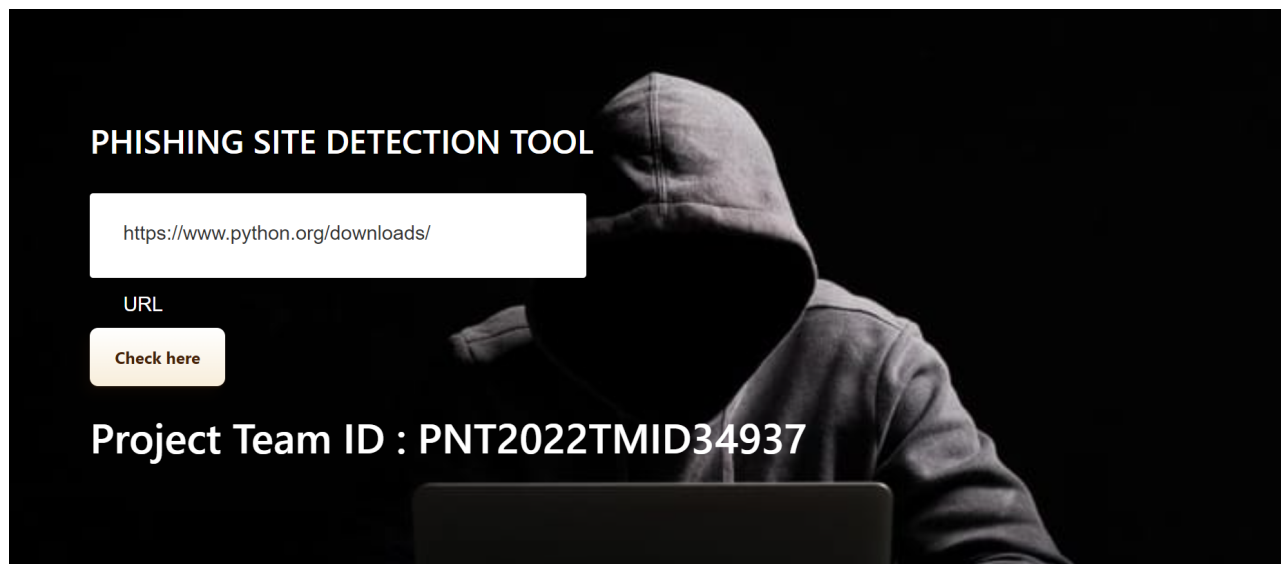 PHISHING SITE DETECTION TOOL
https://www.python.org/downloads/
URL
Check here
Project Team ID : PNT2022TMID34937